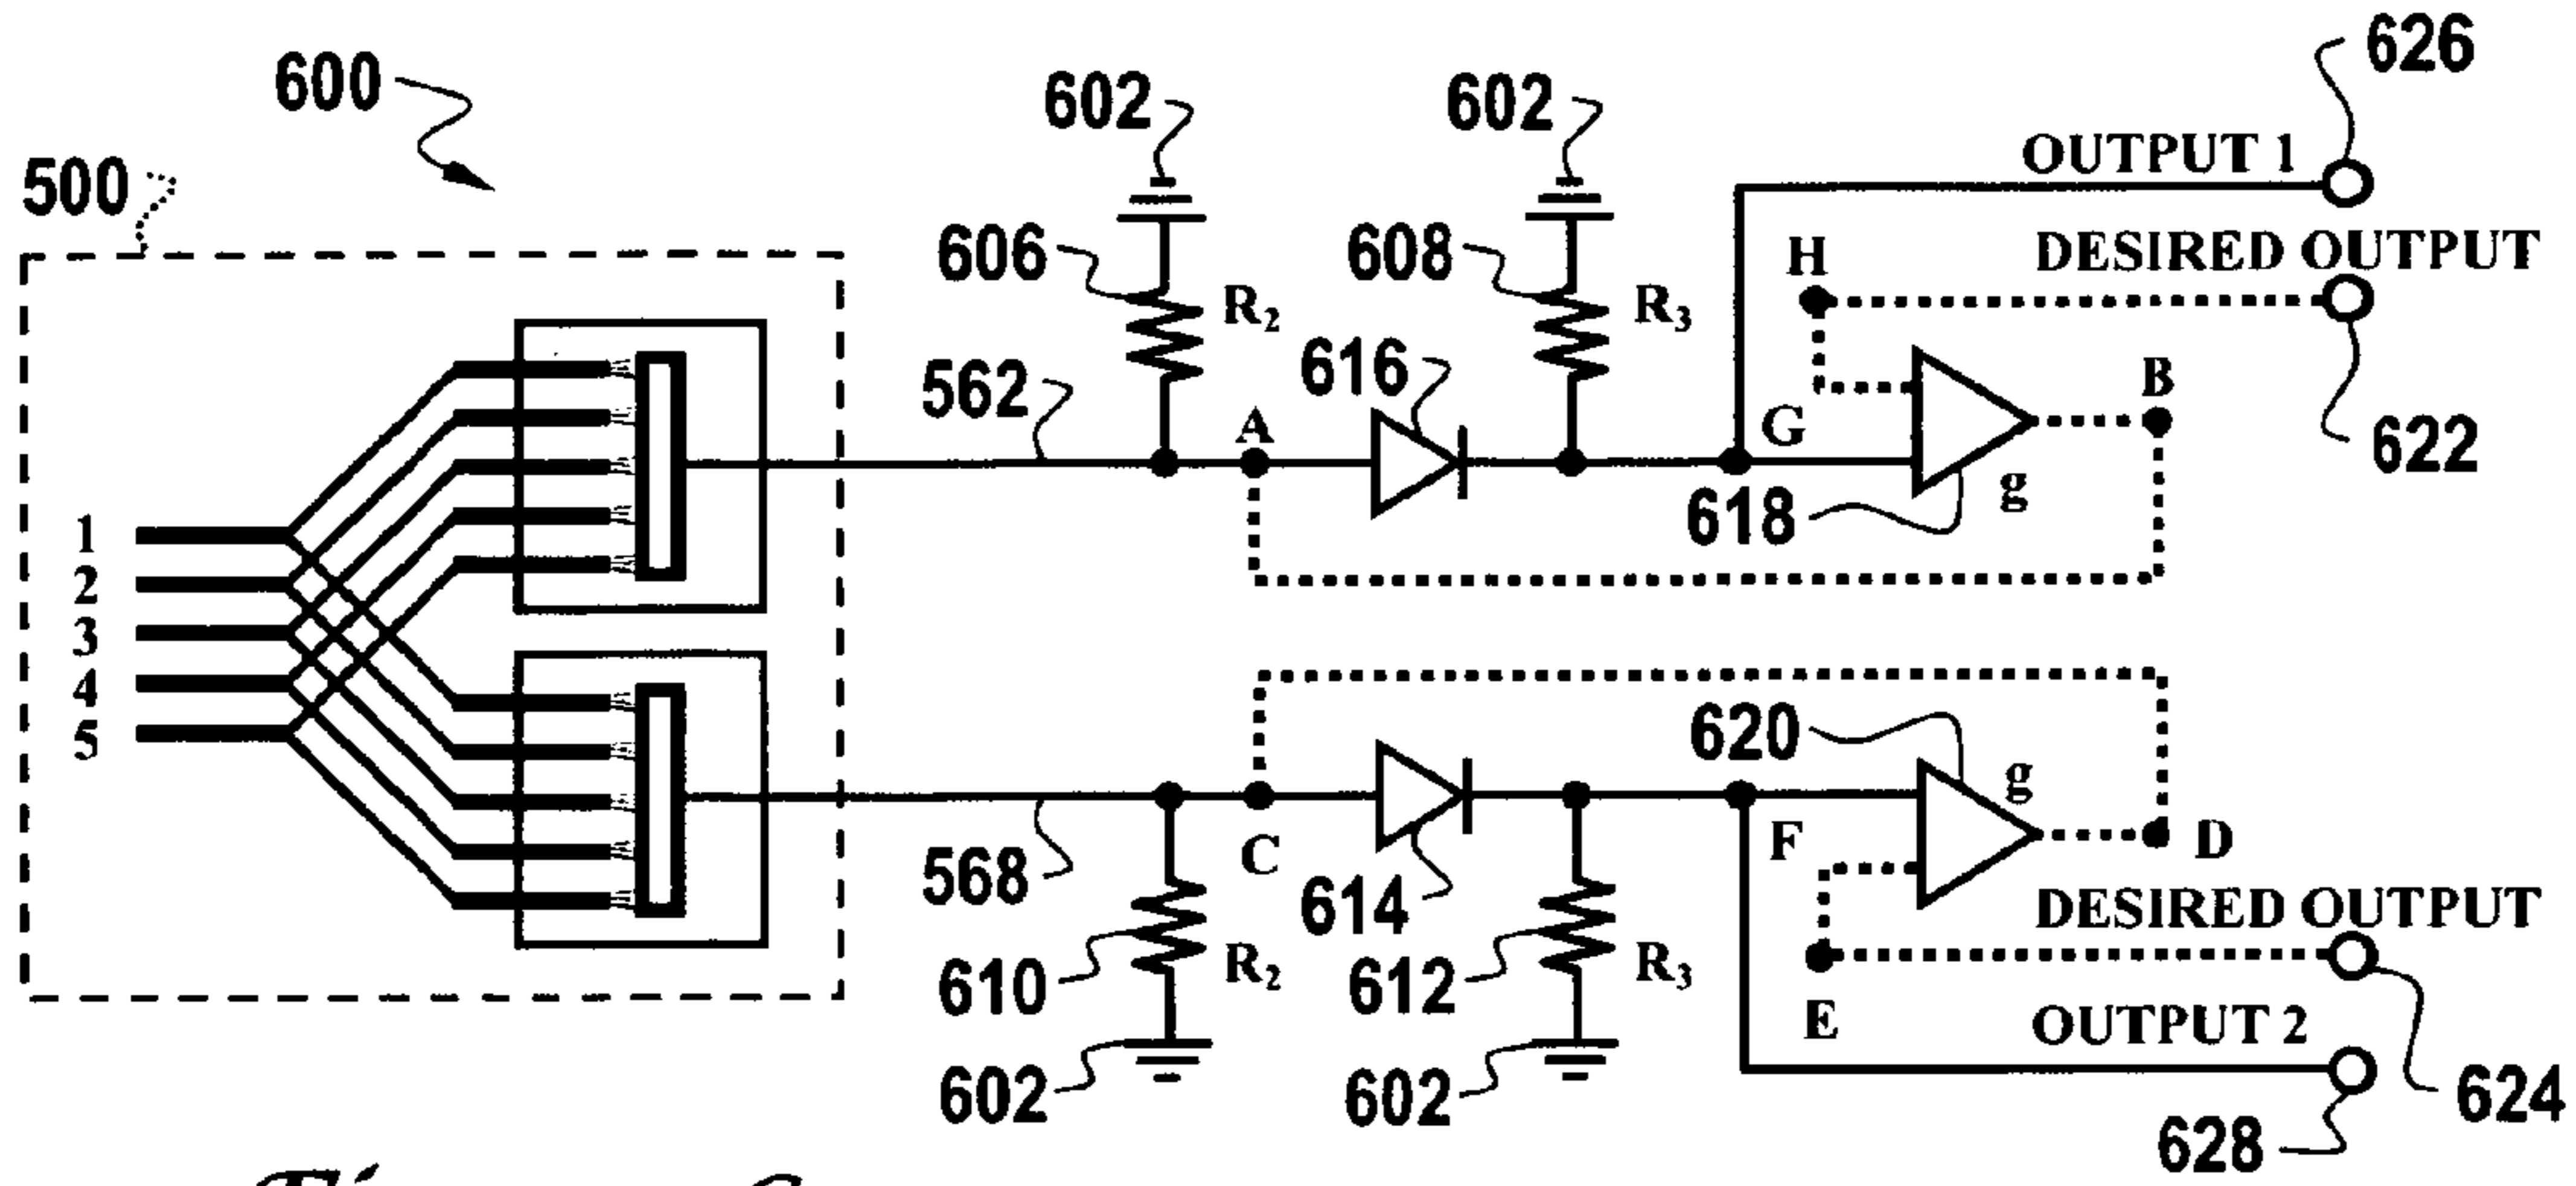 626
600
602
602
OUTPUT 1
500
606
R2
608
R3
H
DESIRED OUTPUT
562
616
A
G
B
618
g
622
1
2
3
4
5
620
g
568
C
614
F
D
610
R2
612
R3
DESIRED OUTPUT
E
OUTPUT 2
602
602
624
628